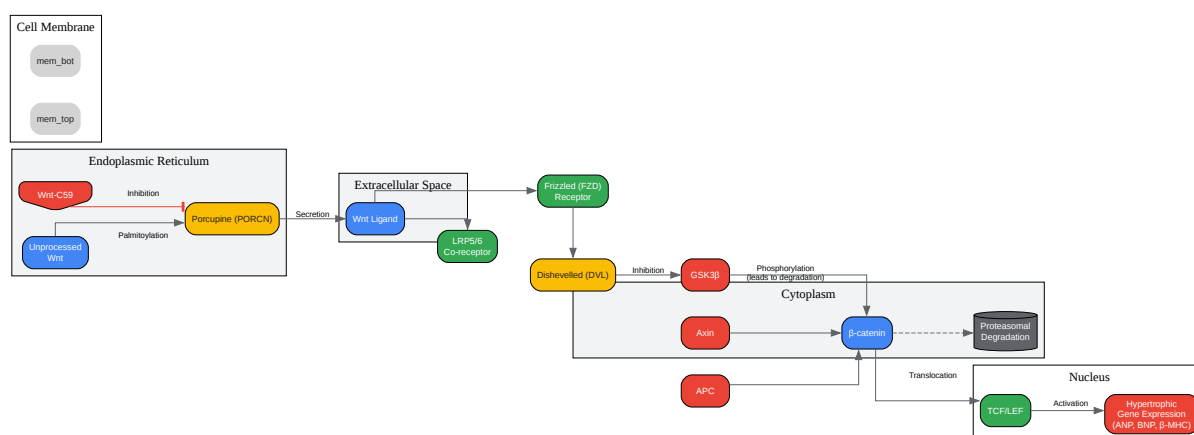 Cell Membrane
mem_bot
mem_top
Endoplasmic Reticulum
Wnt-C59
Inhibition
Porcupine (PORCN)
Palmitoylation
Unprocessed
Wnt
Secretion
Extracellular Space
Wnt Ligand
LRP5/6
Co-receptor
Frizzled (FZD)
Receptor
Dishevelled (DVL)
Inhibition
GSK3β
Phosphorylation
(leads to degradation)
Cytoplasm
Axin
β-catenin
Proteasomal
Degradation
APC
Translocation
Nucleus
TCF/LEF
Activation
Hypertrophic
Gene Expression
(ANP, BNP, β-MHC)